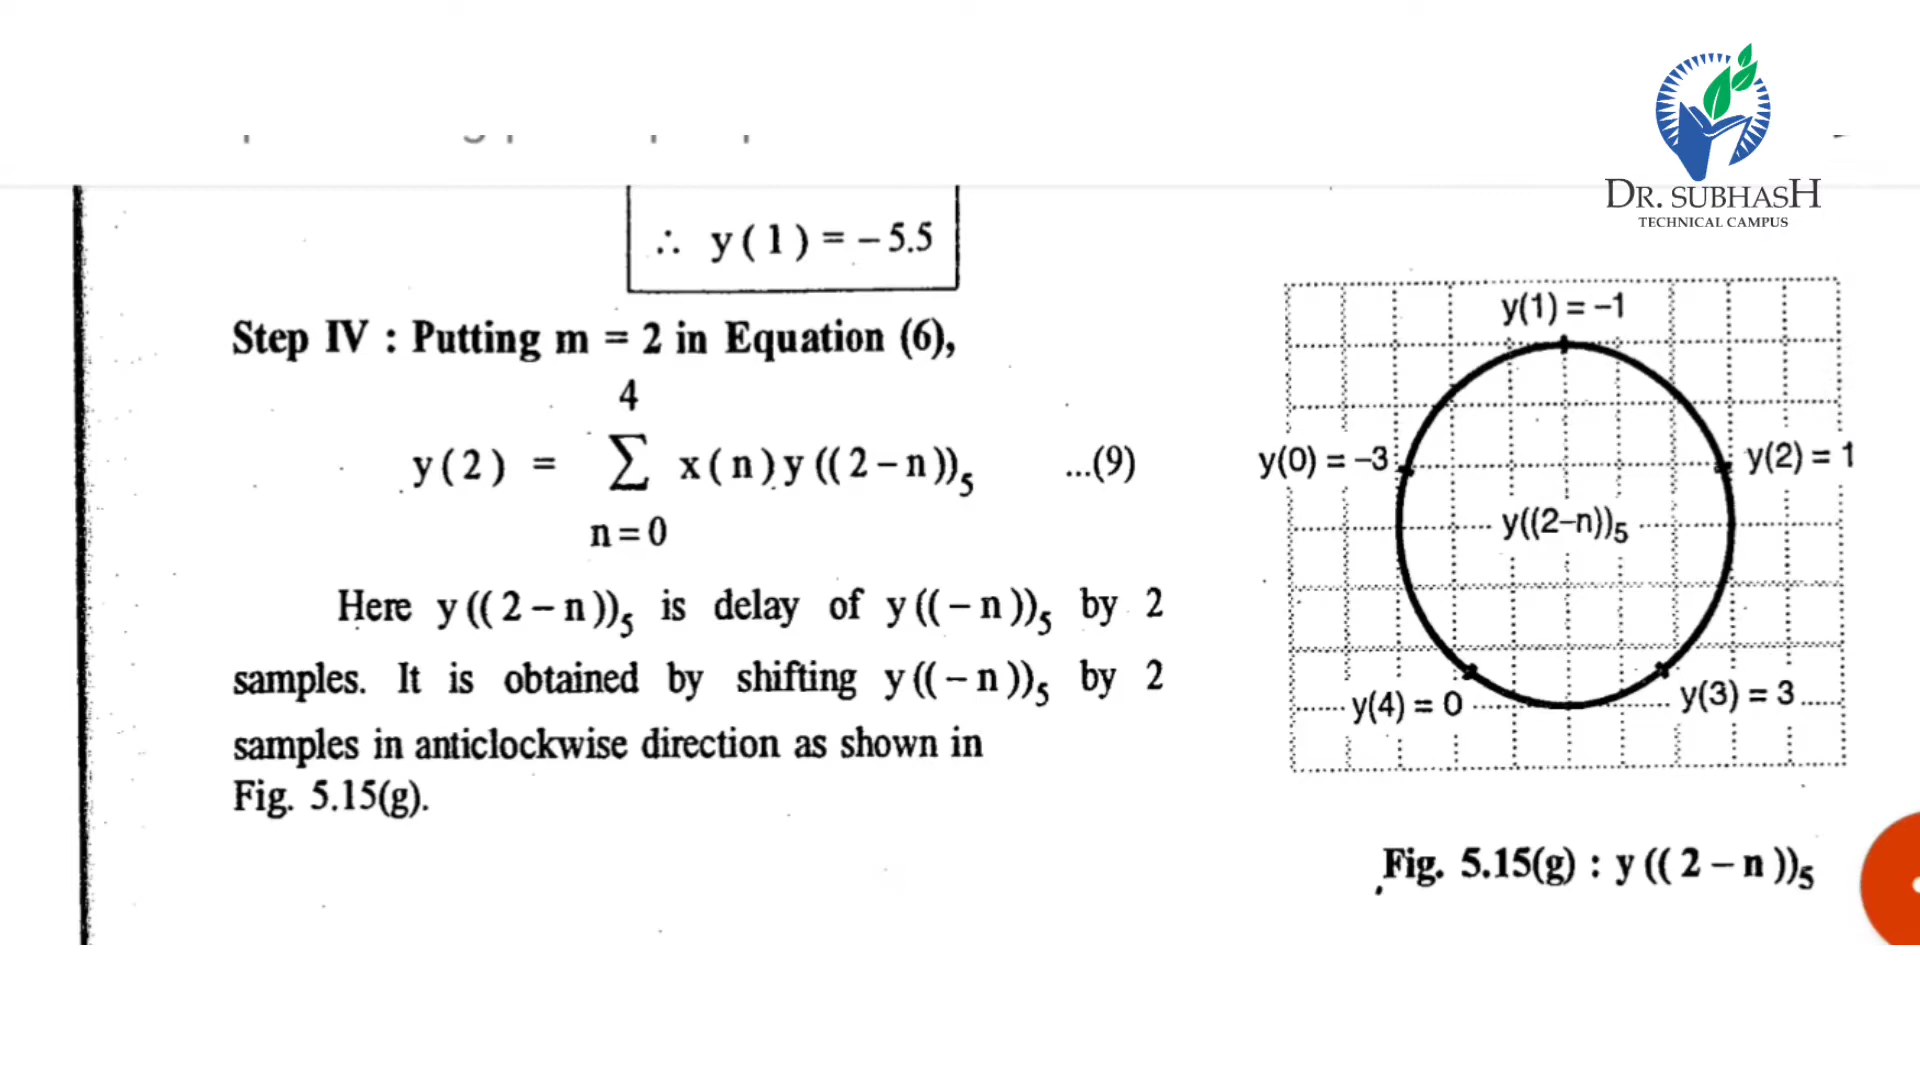 DR. SUBHASH
TECHNICAL CAMPUS
∴ y(1) = – 5.5
Step IV : Putting m = 2 in Equation (6),
4
y(2) = ∑ x(n)y((2–n))₅ ...(9)
n=0
Here y((2–n))₅ is delay of y((–n))₅ by 2
samples. It is obtained by shifting y((–n))₅ by 2
samples in anticlockwise direction as shown in
Fig. 5.15(g).
y(1) = –1
y(0) = –3
y(2) = 1
y((2–n))₅
y(4) = 0
y(3) = 3
Fig. 5.15(g) : y((2–n))₅